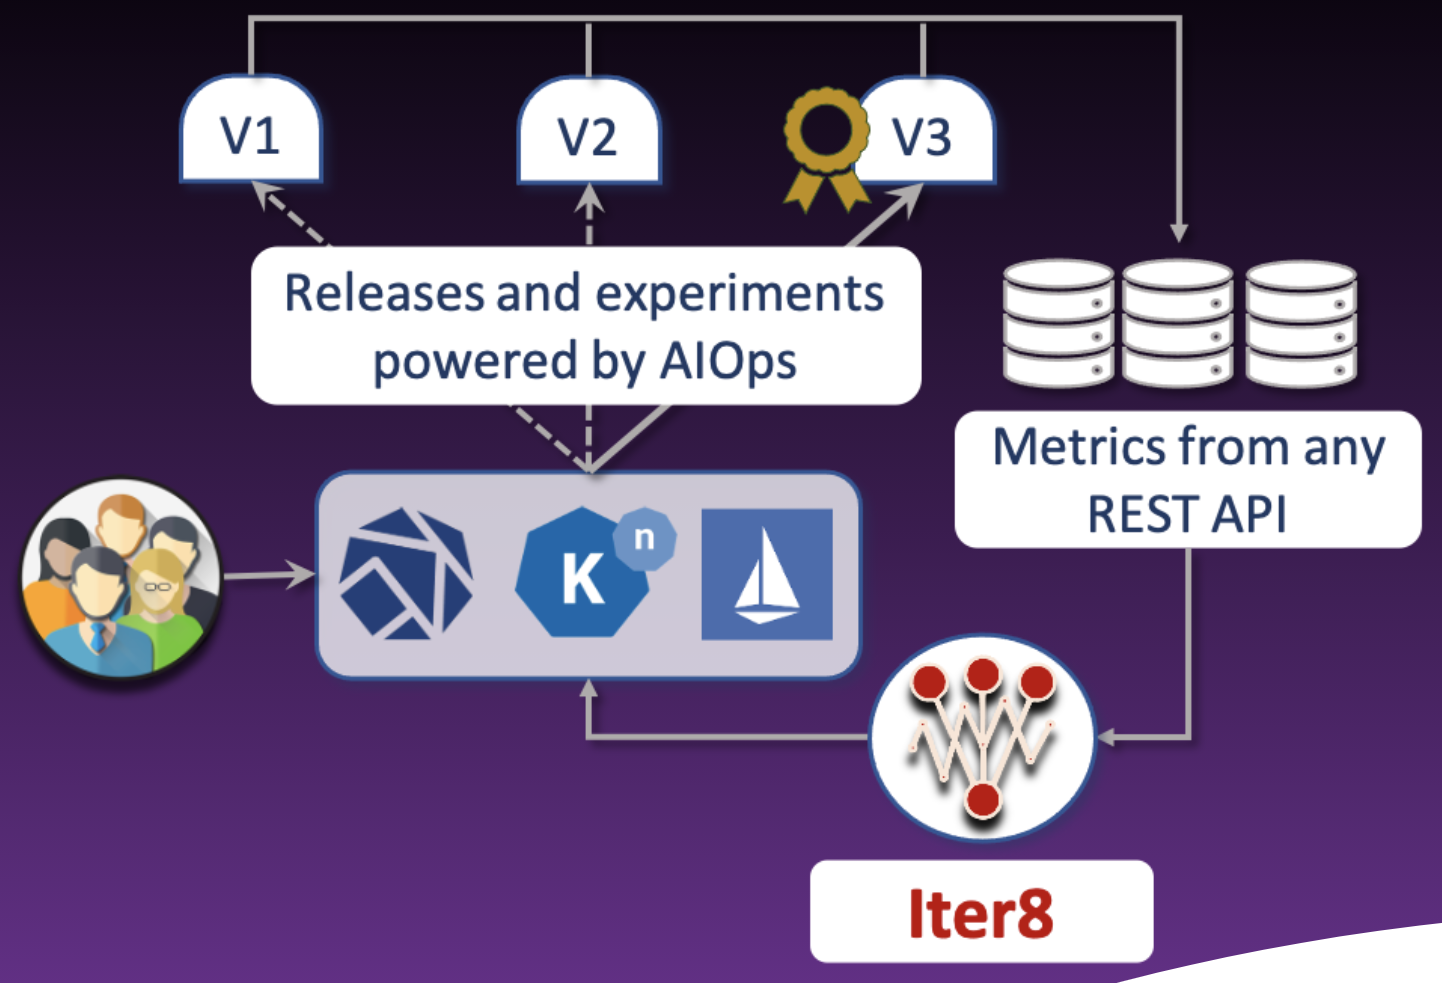 V1
V2
V3
Releases and experiments
powered by AIOps
Metrics from any
REST API
K
n
Iter8